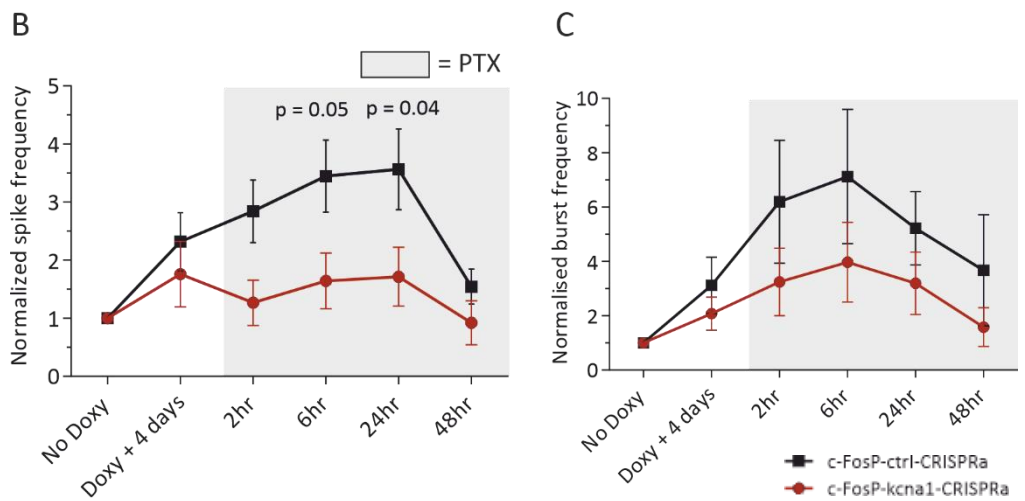 B
= PTX
Normalized spike frequency
5
4
3
2
1
0
p = 0.05
p = 0.04
No Doxy
Doxy + 4 days
2hr
6hr
24hr
48hr
C
Normalised burst frequency
10
8
6
4
2
0
No Doxy
Doxy + 4 days
2hr
6hr
24hr
48hr
c-FosP-ctrl-CRISPRa
c-FosP-kcna1-CRISPRa